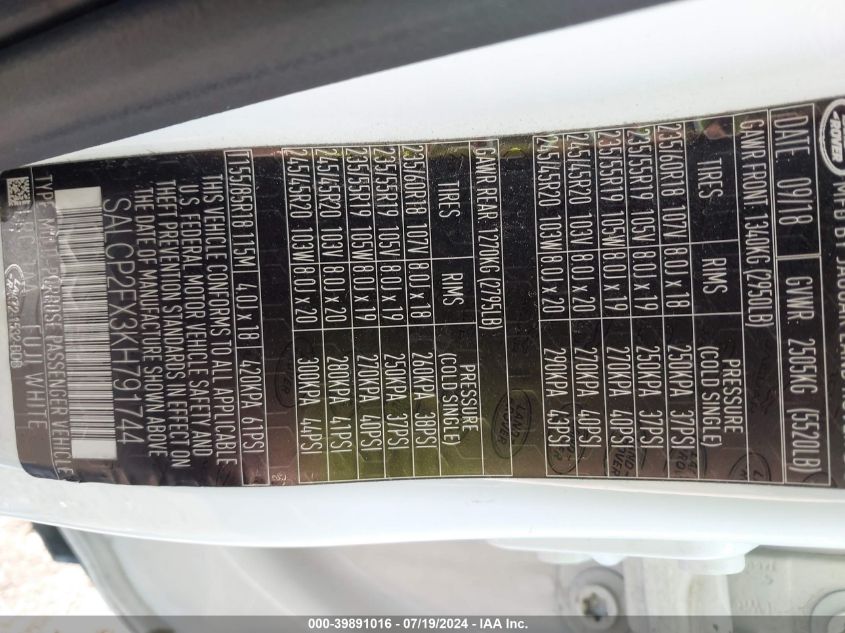 ROVER
MFD BY JAGUAR LAND ROVER
DATE 09/18 GVWR: 2505KG (5520LB)
GAWR FRONT 1340KG (2950LB)
TIRES RIMS PRESSURE (COLD SINGLE)
235/60R18 107V 8.0J x 18 250KPA 37PSI
235/55R19 105V 8.0J x 19 250KPA 37PSI
235/55R19 105W 8.0J x 19 270KPA 40PSI
245/45R20 103V 8.0J x 20 270KPA 40PSI
245/45R20 103W 8.0J x 20 290KPA 43PSI
GAWR REAR 1270KG (2795LB)
TIRES RIMS PRESSURE (COLD SINGLE)
235/60R18 107V 8.0J x 18 260KPA 38PSI
235/55R19 105V 8.0J x 19 250KPA 37PSI
235/55R19 105W 8.0J x 19 270KPA 40PSI
245/45R20 103V 8.0J x 20 280KPA 41PSI
245/45R20 103W 8.0J x 20 300KPA 44PSI
T155/85R18 115M 4.0J x 18 420KPA 61PSI
THIS VEHICLE CONFORMS TO ALL APPLICABLE
U.S. FEDERAL MOTOR VEHICLE SAFETY AND
THEFT PREVENTION STANDARDS IN EFFECT ON
THE DATE OF MANUFACTURE SHOWN ABOVE
SALCP2FX3KH791744
PASSENGER VEHICLE
FUJI WHITE
000-39891016 - 07/19/2024 - IAA Inc.